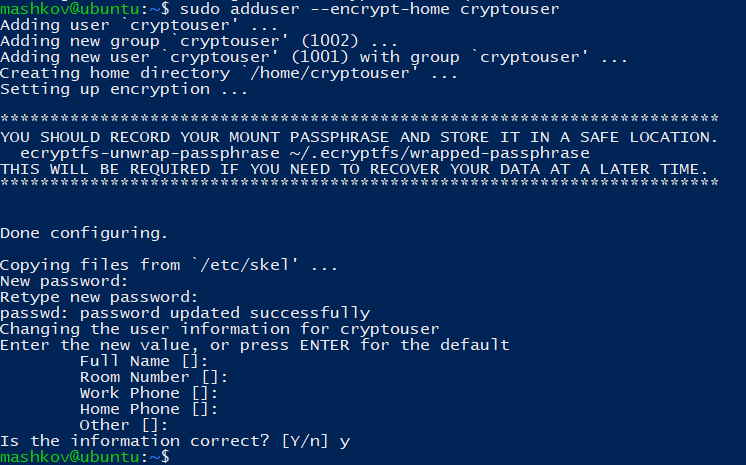 mashkov@ubuntu:~$ sudo adduser --encrypt-home cryptouser
Adding user `cryptouser' ...
Adding new group `cryptouser' (1002) ...
Adding new user `cryptouser' (1001) with group `cryptouser' ...
Creating home directory `/home/cryptouser' ...
Setting up encryption ...
************************************************************************
YOU SHOULD RECORD YOUR MOUNT PASSPHRASE AND STORE IT IN A SAFE LOCATION.
  ecryptfs-unwrap-passphrase ~/.ecryptfs/wrapped-passphrase
THIS WILL BE REQUIRED IF YOU NEED TO RECOVER YOUR DATA AT A LATER TIME.
************************************************************************
Done configuring.
Copying files from `/etc/skel' ...
New password:
Retype new password:
passwd: password updated successfully
Changing the user information for cryptouser
Enter the new value, or press ENTER for the default
        Full Name []:
        Room Number []:
        Work Phone []:
        Home Phone []:
        Other []:
Is the information correct? [Y/n] y
mashkov@ubuntu:~$